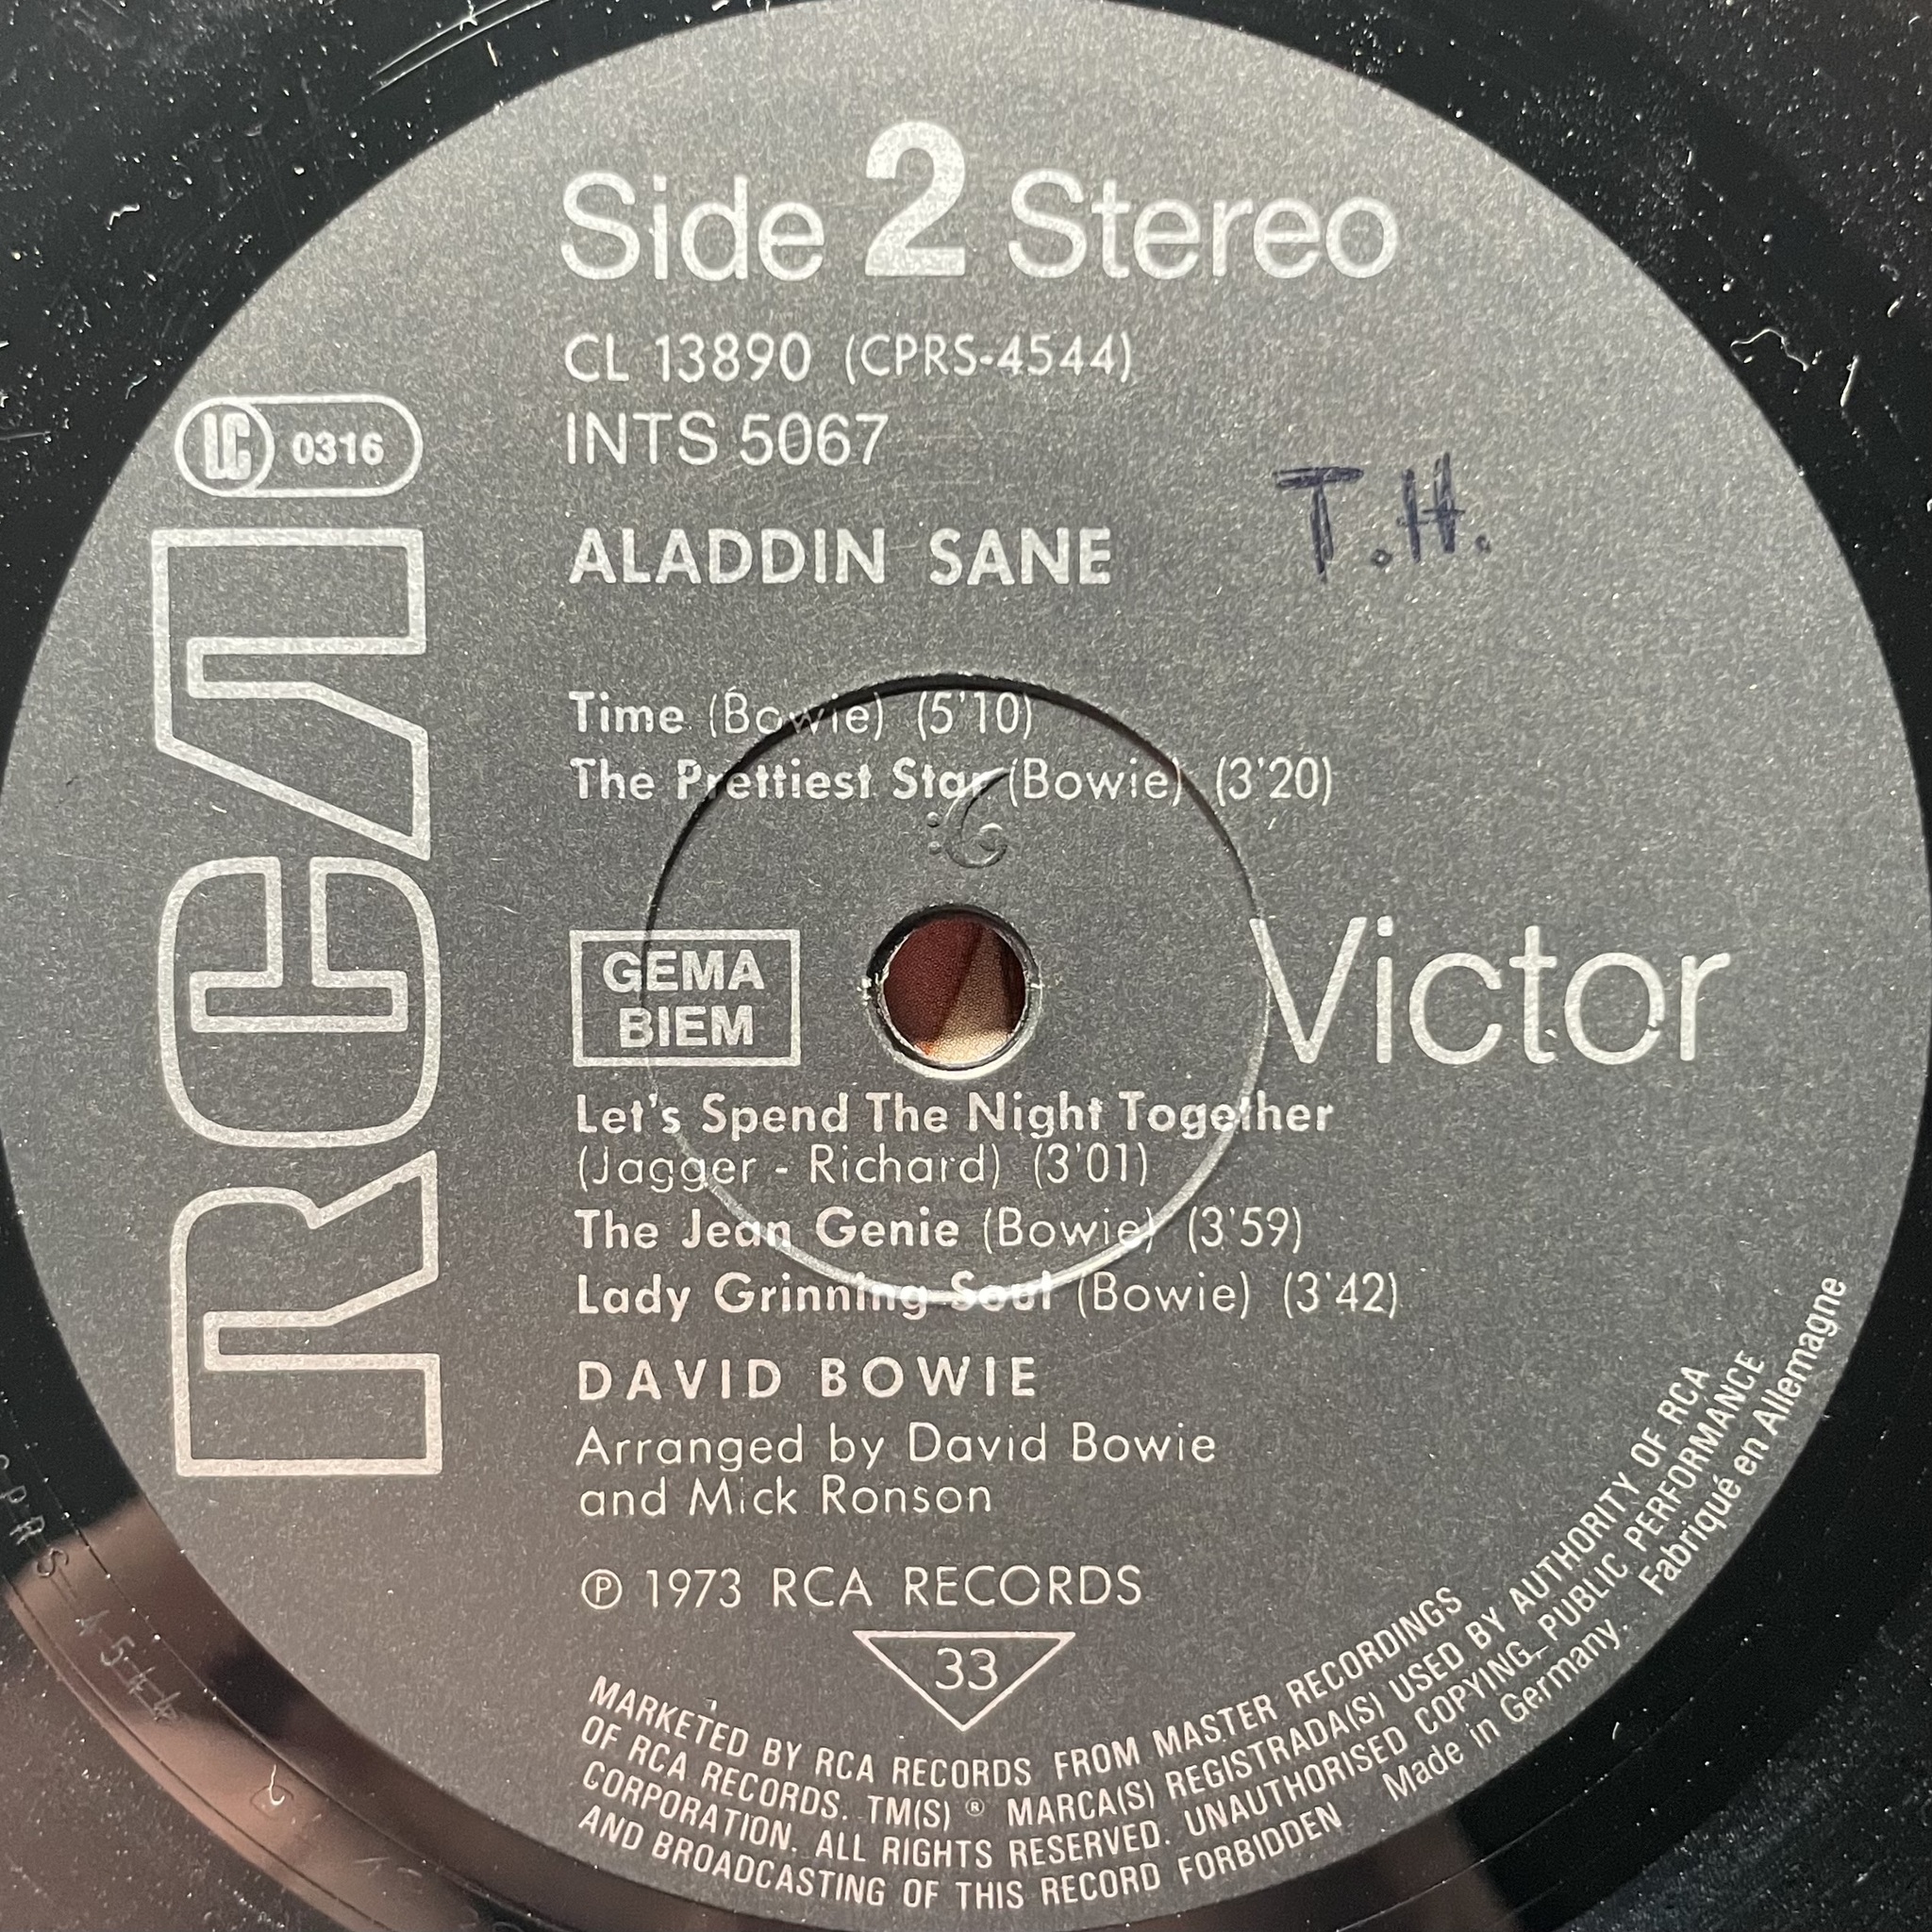 Side 2 Stereo
CL 13890 (CPRS-4544)
INTS 5067
LC 0316
T.H.
ALADDIN SANE
RCA
Time (Bowie) (5'10)
The Prettiest Star (Bowie) (3'20)
6
GEMA
BIEM
Victor
Let's Spend The Night Together
(Jagger - Richard) (3'01)
The Jean Genie (Bowie) (3'59)
Lady Grinning Soul (Bowie) (3'42)
DAVID BOWIE
Arranged by David Bowie
and Mick Ronson
℗ 1973 RCA RECORDS
33
MARKETED BY RCA RECORDS FROM MASTER RECORDINGS
OF RCA RECORDS. TM(S) ® MARCA(S) REGISTRADA(S) USED BY AUTHORITY OF RCA
CORPORATION. ALL RIGHTS RESERVED. UNAUTHORISED COPYING, PUBLIC PERFORMANCE
AND BROADCASTING OF THIS RECORD FORBIDDEN Made in Germany. Fabriqué en Allemagne
CPRS-4544